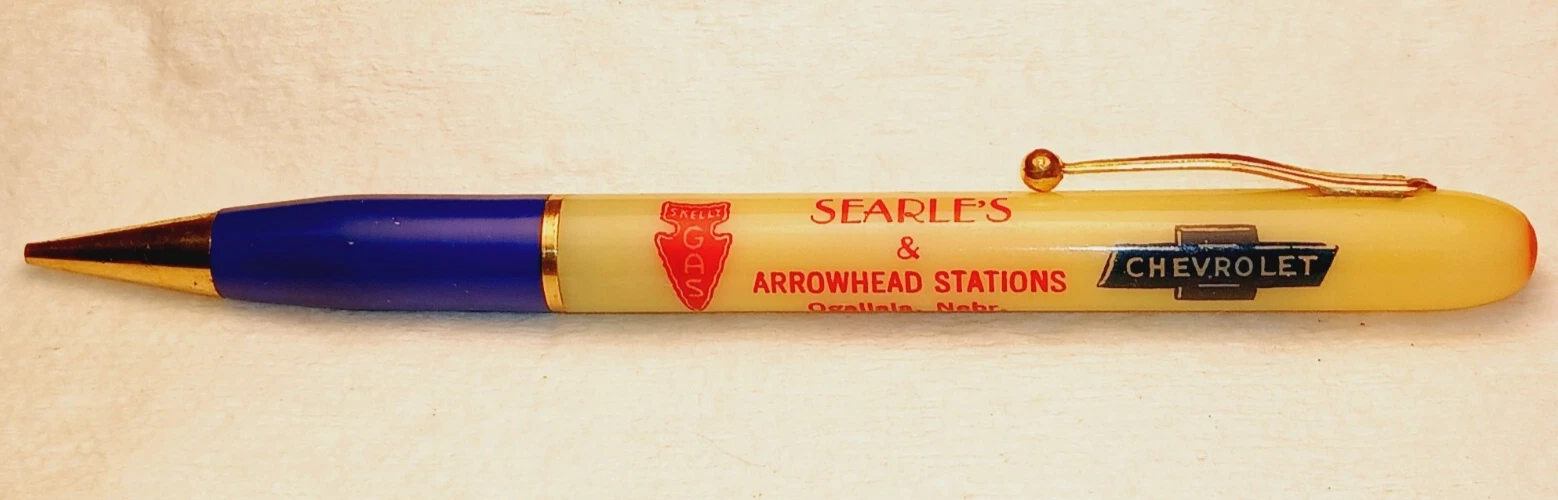 SKELLY
GAS
SEARLE'S
&
ARROWHEAD STATIONS
Ogallala, Nebr.
CHEVROLET